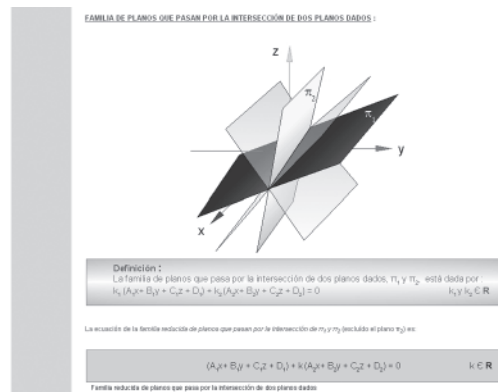 FAMILIA DE PLANOS QUE PASAN POR LA INTERSECCIÓN DE DOS PLANOS DADOS :
z
π₂
π₁
y
x
Definición :
La familia de planos que pasa por la intersección de dos planos dados, π₁ y π₂ está dada por :
k₁ (A₁x+ B₁y + C₁z + D₁) + k₂ (A₂x+ B₂y + C₂z + D₂) = 0 k₁ y k₂ ∈ R
La ecuación de la familia reducida de planos que pasan por la intersección de π₁ y π₂ (excluido el plano π₂) es:
(A₁x+ B₁y + C₁z + D₁) + k (A₂x+ B₂y + C₂z + D₂) = 0 k ∈ R
Familia reducida de planos que pasa por la intersección de dos planos dados